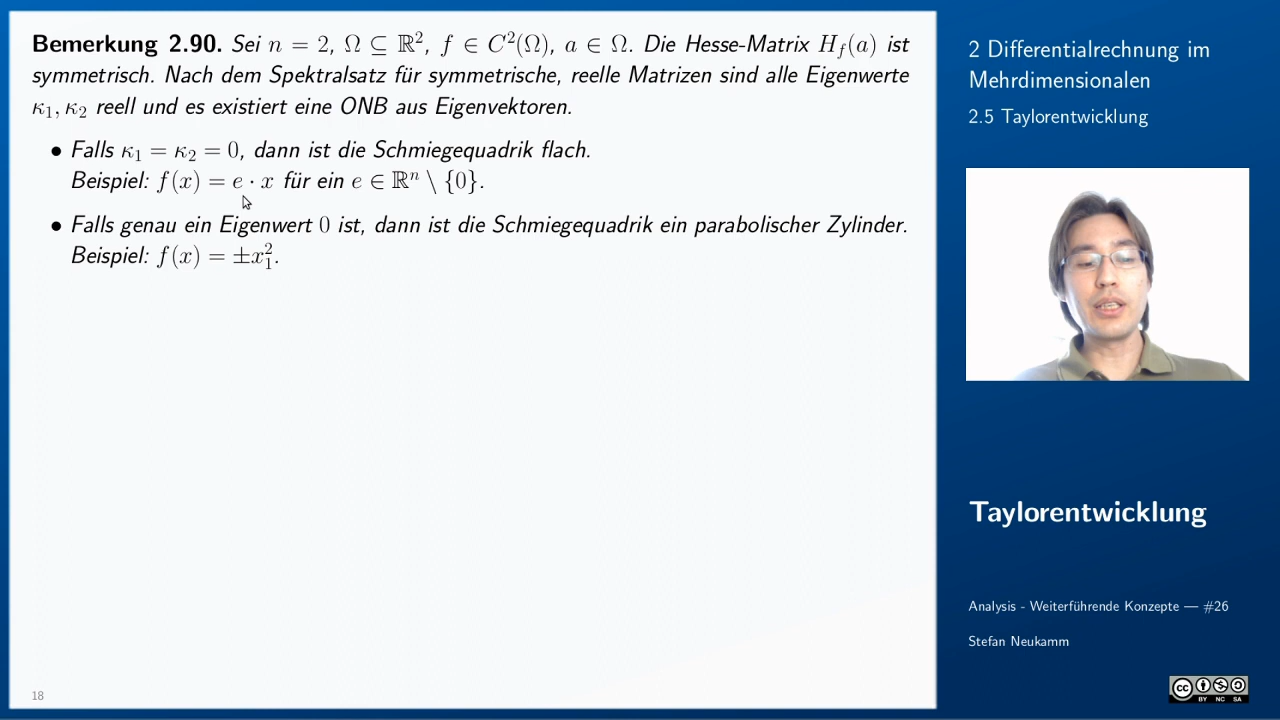 Bemerkung 2.90. Sei n = 2, Ω ⊆ ℝ², f ∈ C²(Ω), a ∈ Ω. Die Hesse-Matrix H_f(a) ist
symmetrisch. Nach dem Spektralsatz für symmetrische, reelle Matrizen sind alle Eigenwerte
κ₁, κ₂ reell und es existiert eine ONB aus Eigenvektoren.
• Falls κ₁ = κ₂ = 0, dann ist die Schmiegequadrik flach.
Beispiel: f(x) = e · x für ein e ∈ ℝⁿ \ {0}.
• Falls genau ein Eigenwert 0 ist, dann ist die Schmiegequadrik ein parabolischer Zylinder.
Beispiel: f(x) = ±x₁².
18
2 Differentialrechnung im
Mehrdimensionalen
2.5 Taylorentwicklung
Taylorentwicklung
Analysis - Weiterführende Konzepte — #26
Stefan Neukamm
cc
BY NC SA